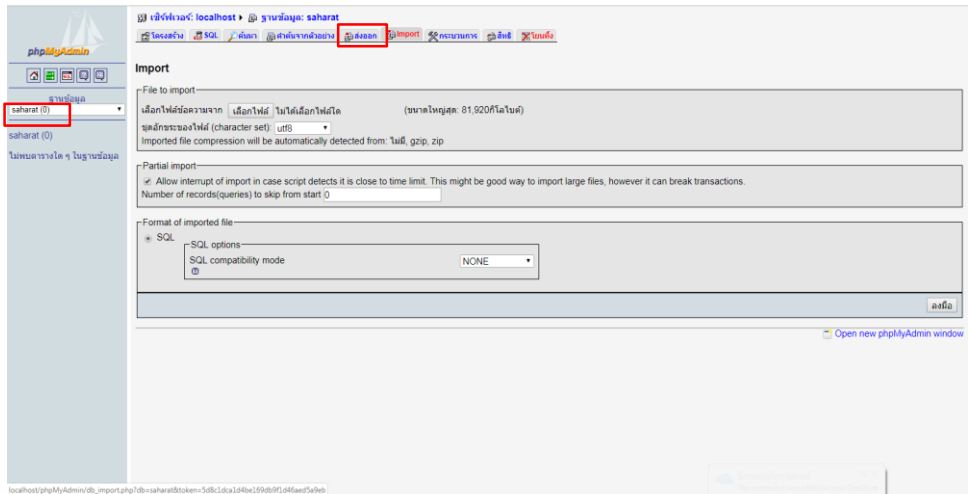 phpMyAdmin
ฐานข้อมูล
saharat (0)
saharat (0)
ไม่พบตารางใด ๆ ในฐานข้อมูล
เซิร์ฟเวอร์: localhost ▸ ฐานข้อมูล: saharat
โครงสร้าง SQL ค้นหา คำค้นจากตัวอย่าง ส่งออก Import กระบวนการ สิทธิ โยนทิ้ง
Import
File to import
เลือกไฟล์ข้อความจาก เลือกไฟล์ ไม่ได้เลือกไฟล์ใด (ขนาดใหญ่สุด: 81,920กิโลไบต์)
ชุดอักขระของไฟล์ (character set): utf8
Imported file compression will be automatically detected from: ไม่มี, gzip, zip
Partial import
Allow interrupt of import in case script detects it is close to time limit. This might be good way to import large files, however it can break transactions.
Number of records(queries) to skip from start 0
Format of imported file
SQL
SQL options
SQL compatibility mode NONE
ลงมือ
Open new phpMyAdmin window
localhost/phpMyAdmin/db_import.php?db=saharat&token=5d8c1dca1d4be169db9f1d46aed5a9eb